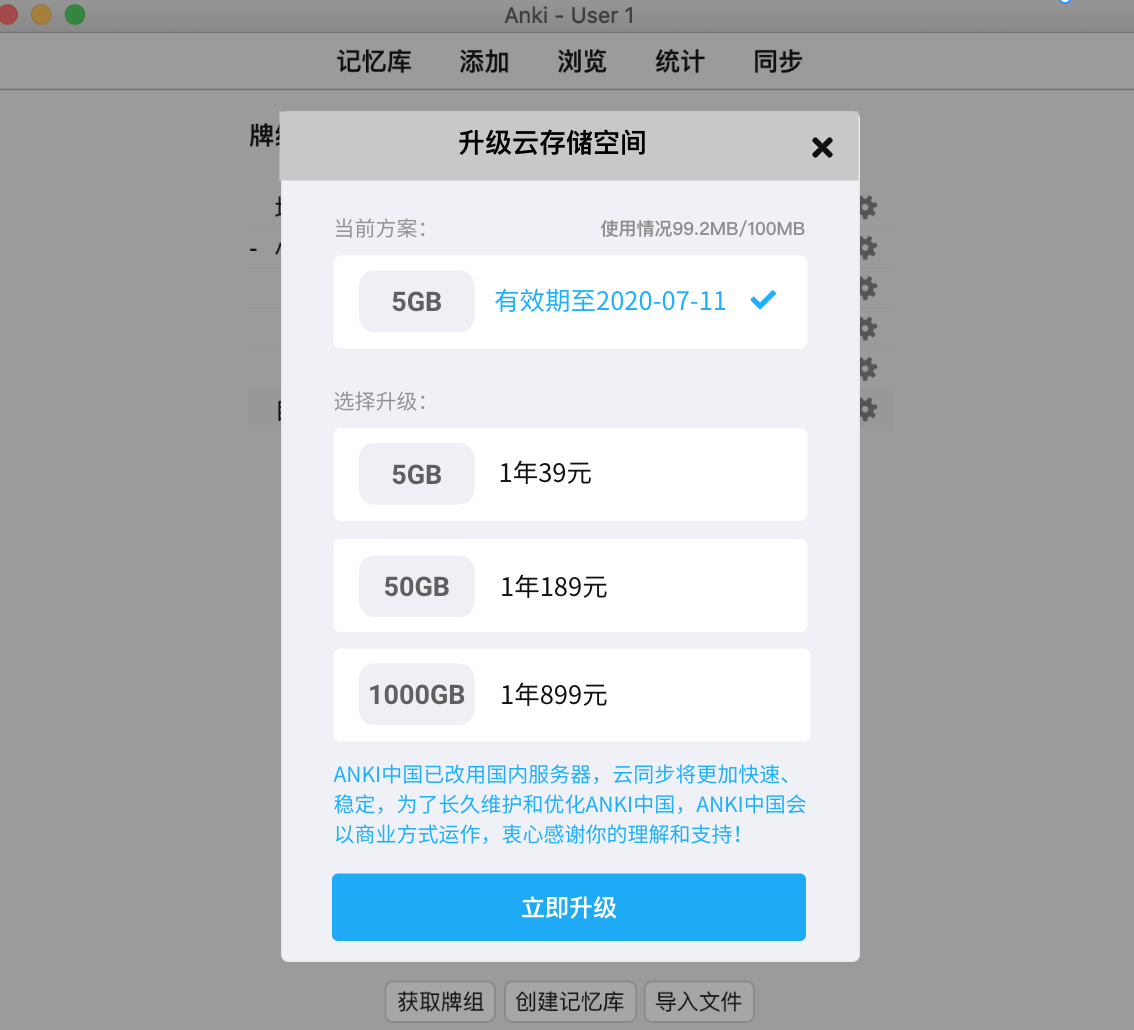 Anki - User 1
记忆库 添加 浏览 统计 同步
升级云存储空间
当前方案： 使用情况99.2MB/100MB
5GB 有效期至2020-07-11
选择升级：
5GB 1年39元
50GB 1年189元
1000GB 1年899元
ANKI中国已改用国内服务器，云同步将更加快速、
稳定，为了长久维护和优化ANKI中国，ANKI中国会
以商业方式运作，衷心感谢你的理解和支持！
立即升级
获取牌组 创建记忆库 导入文件